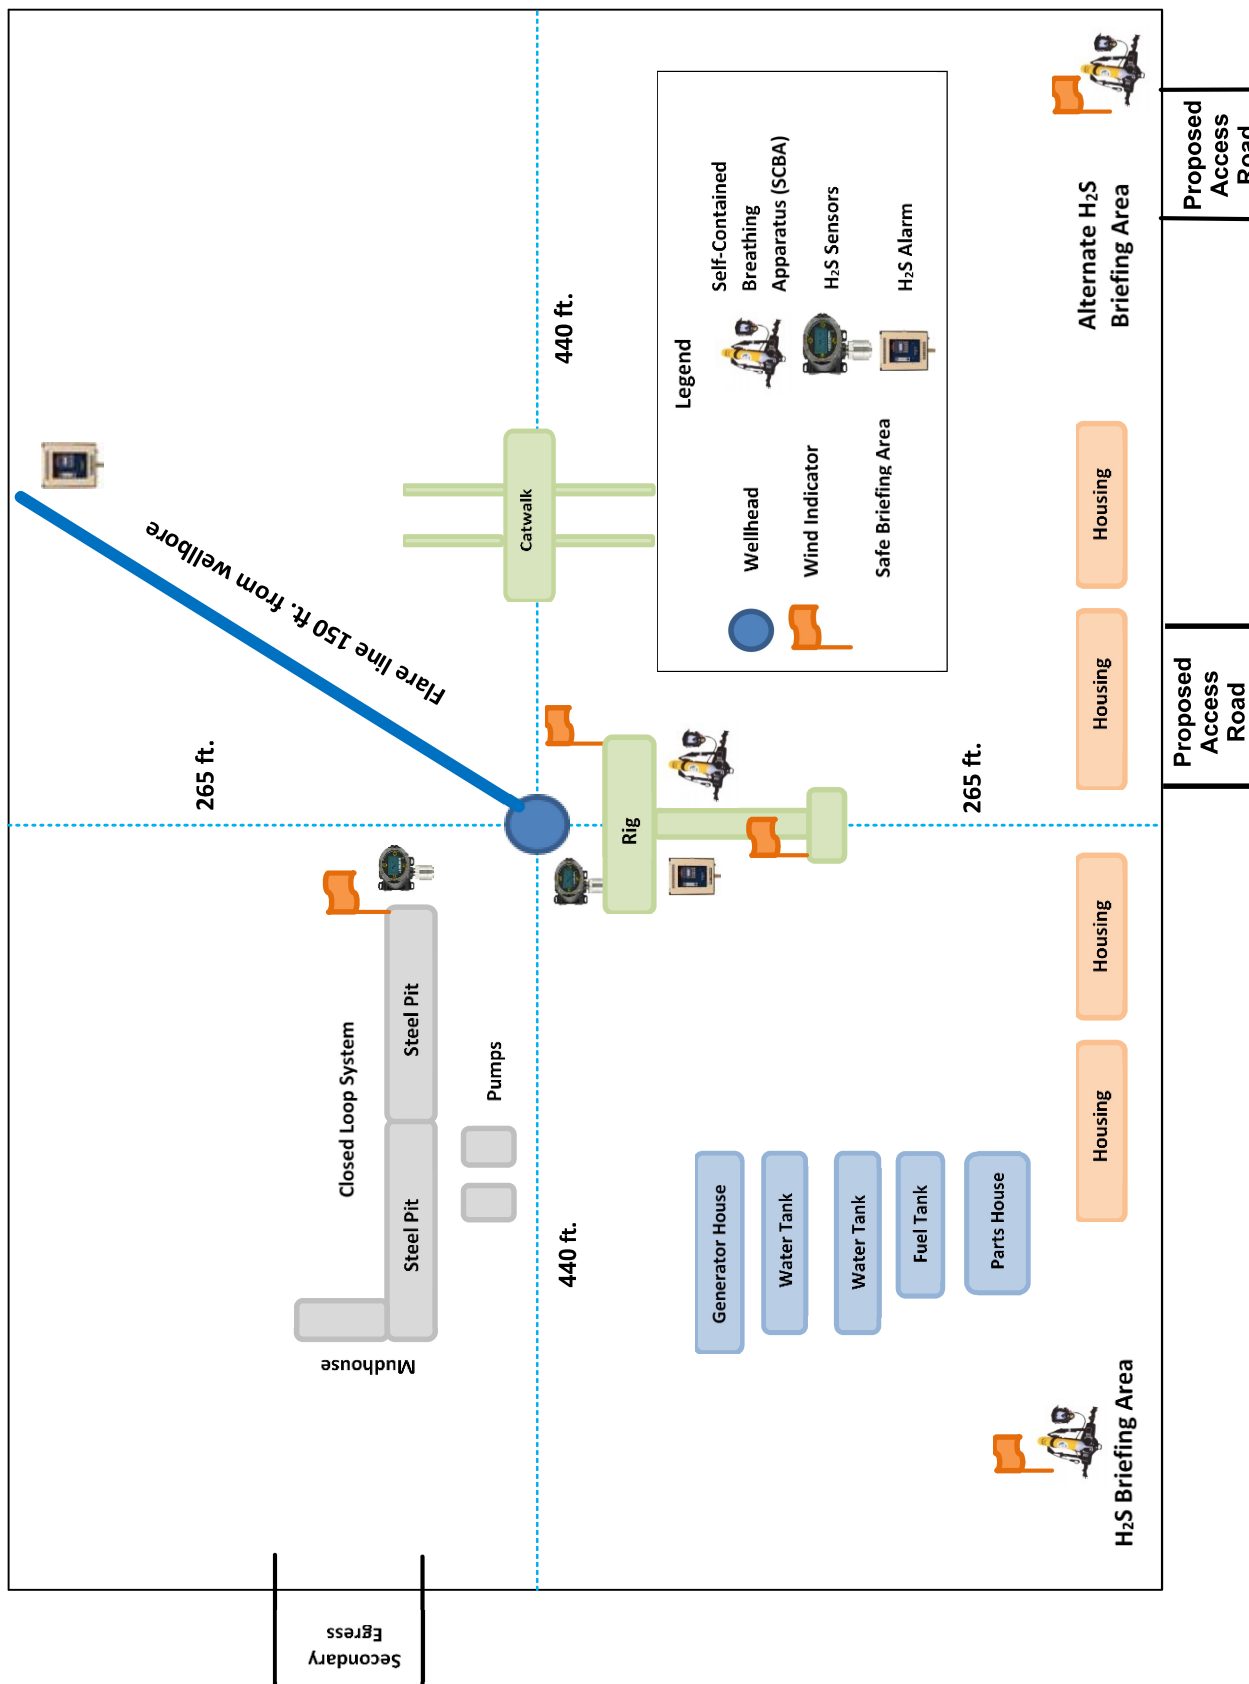 Secondary
Egress
Mudhouse
Closed Loop System
Steel Pit
Steel Pit
Pumps
265 ft.
Flare line 150 ft. from wellbore
440 ft.
440 ft.
Catwalk
Rig
265 ft.
Generator House
Water Tank
Water Tank
Fuel Tank
Parts House
Legend
Wellhead
Wind Indicator
Safe Briefing Area
Self-Contained
Breathing
Apparatus (SCBA)
H₂S Sensors
H₂S Alarm
Housing
Housing
Housing
Housing
H₂S Briefing Area
Alternate H₂S
Briefing Area
Proposed
Access
Road
Proposed
Access
Road